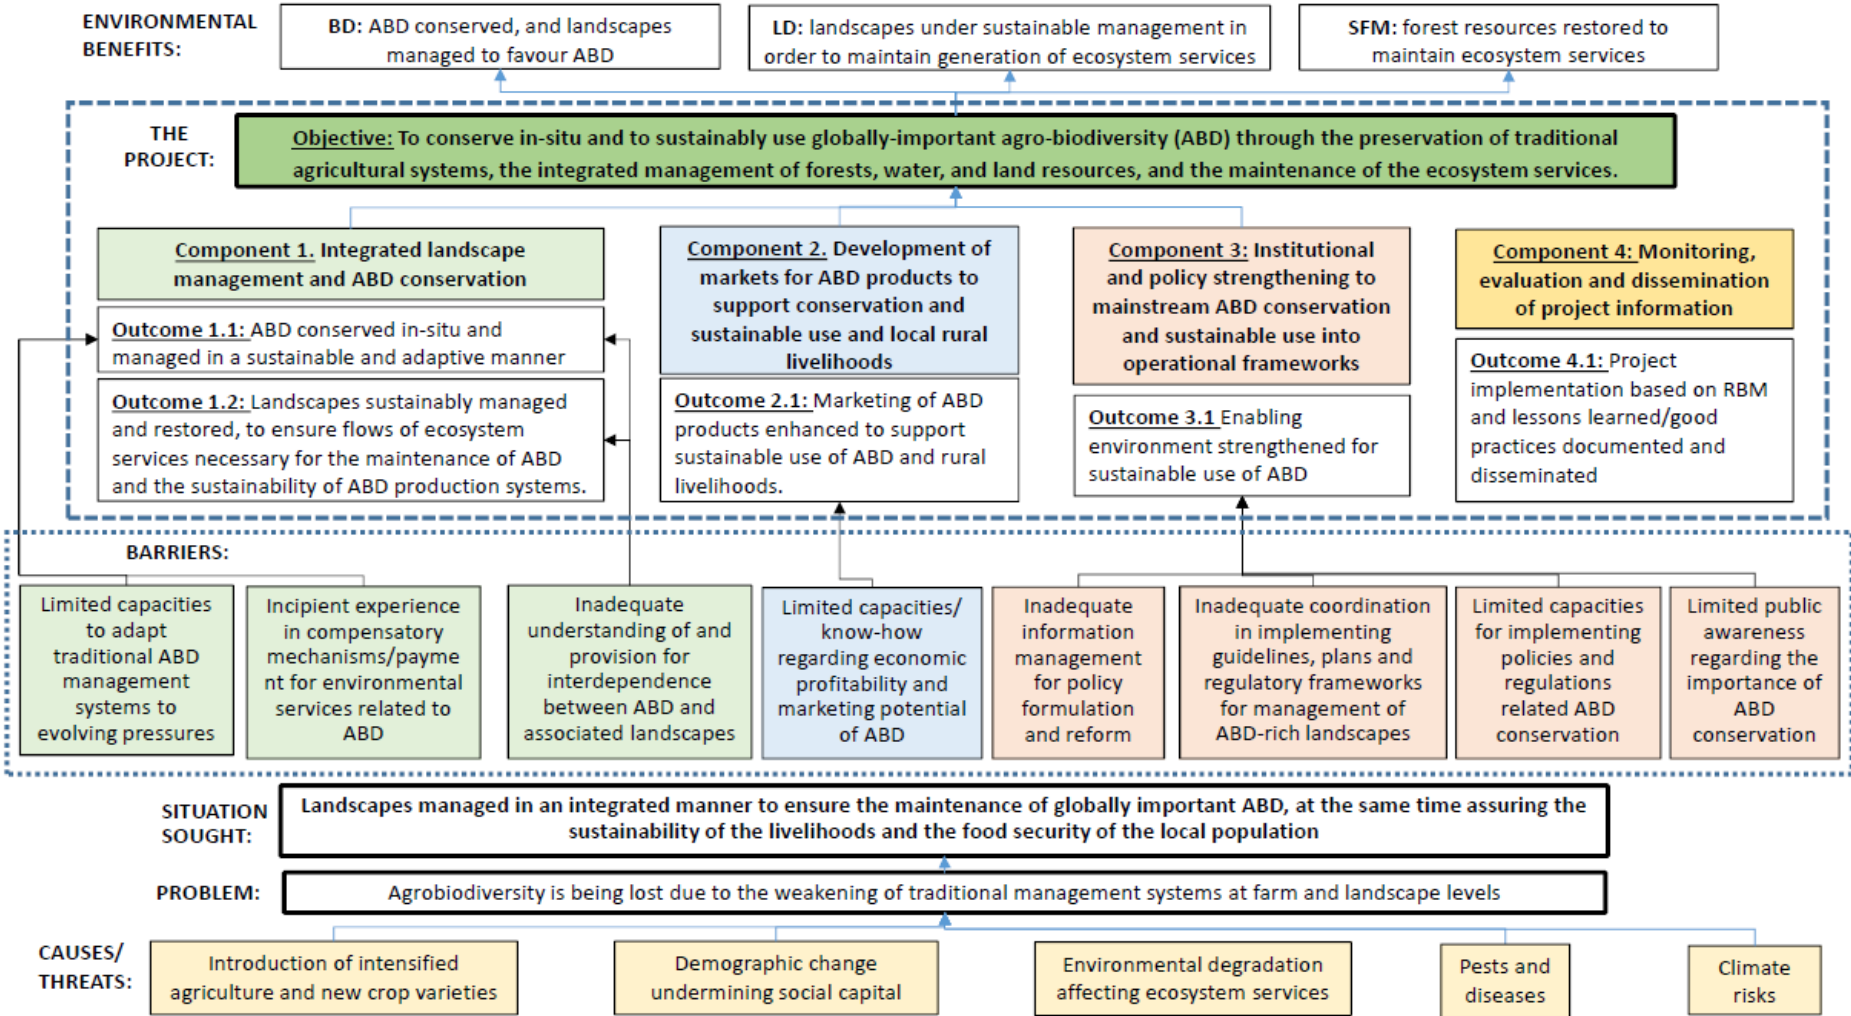 ENVIRONMENTAL
BENEFITS:
BD: ABD conserved, and landscapes
managed to favour ABD
LD: landscapes under sustainable management in
order to maintain generation of ecosystem services
SFM: forest resources restored to
maintain ecosystem services
THE
PROJECT:
Objective: To conserve in-situ and to sustainably use globally-important agro-biodiversity (ABD) through the preservation of traditional
agricultural systems, the integrated management of forests, water, and land resources, and the maintenance of the ecosystem services.
Component 1. Integrated landscape
management and ABD conservation
Outcome 1.1: ABD conserved in-situ and
managed in a sustainable and adaptive manner
Outcome 1.2: Landscapes sustainably managed
and restored, to ensure flows of ecosystem
services necessary for the maintenance of ABD
and the sustainability of ABD production systems.
Component 2. Development of
markets for ABD products to
support conservation and
sustainable use and local rural
livelihoods
Outcome 2.1: Marketing of ABD
products enhanced to support
sustainable use of ABD and rural
livelihoods.
Component 3: Institutional
and policy strengthening to
mainstream ABD conservation
and sustainable use into
operational frameworks
Outcome 3.1 Enabling
environment strengthened for
sustainable use of ABD
Component 4: Monitoring,
evaluation and dissemination
of project information
Outcome 4.1: Project
implementation based on RBM
and lessons learned/good
practices documented and
disseminated
BARRIERS:
Limited capacities
to adapt
traditional ABD
management
systems to
evolving pressures
Incipient experience
in compensatory
mechanisms/payme
nt for environmental
services related to
ABD
Inadequate
understanding of and
provision for
interdependence
between ABD and
associated landscapes
Limited capacities/
know-how
regarding economic
profitability and
marketing potential
of ABD
Inadequate
information
management
for policy
formulation
and reform
Inadequate coordination
in implementing
guidelines, plans and
regulatory frameworks
for management of
ABD-rich landscapes
Limited capacities
for implementing
policies and
regulations
related ABD
conservation
Limited public
awareness
regarding the
importance of
ABD
conservation
SITUATION
SOUGHT:
Landscapes managed in an integrated manner to ensure the maintenance of globally important ABD, at the same time assuring the
sustainability of the livelihoods and the food security of the local population
PROBLEM:
Agrobiodiversity is being lost due to the weakening of traditional management systems at farm and landscape levels
CAUSES/
THREATS:
Introduction of intensified
agriculture and new crop varieties
Demographic change
undermining social capital
Environmental degradation
affecting ecosystem services
Pests and
diseases
Climate
risks